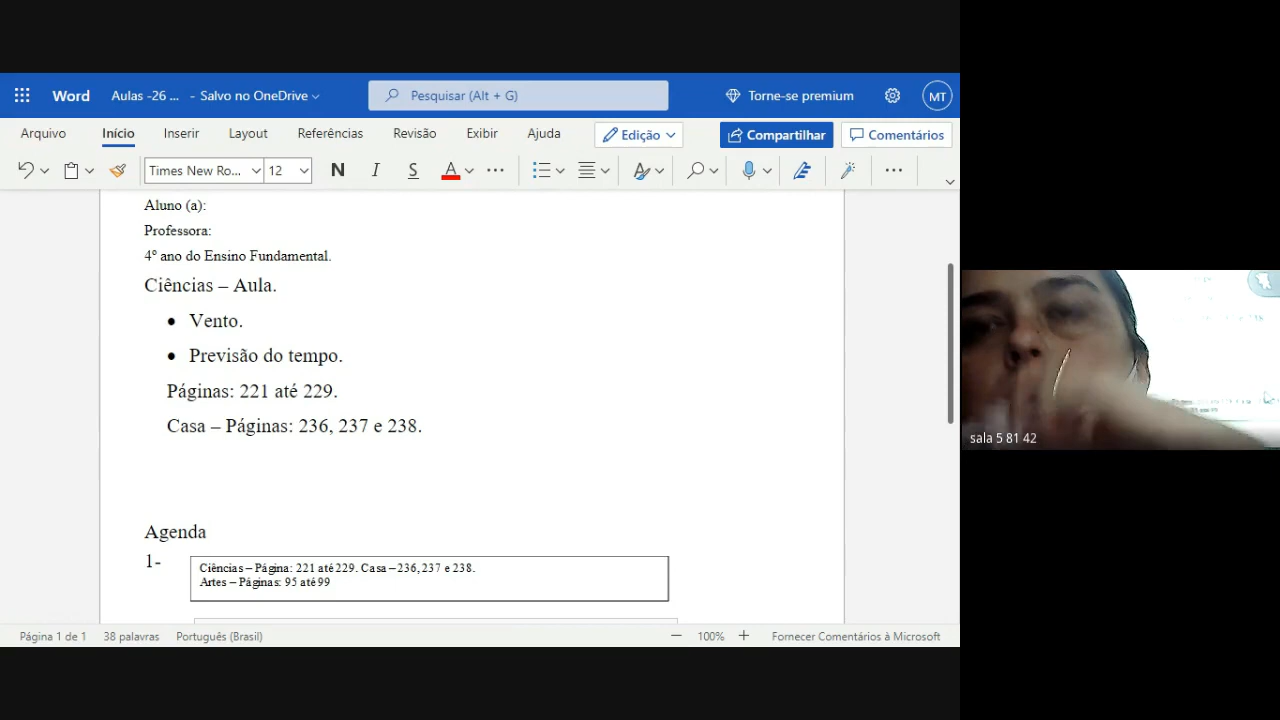 Word Aulas -26 ... - Salvo no OneDrive Pesquisar (Alt + G) Torne-se premium MT
Arquivo Início Inserir Layout Referências Revisão Exibir Ajuda Edição Compartilhar Comentários
Times New Ro... 12 N I S A ...
Aluno (a):
Professora:
4º ano do Ensino Fundamental.
Ciências – Aula.
• Vento.
• Previsão do tempo.
Páginas: 221 até 229.
Casa – Páginas: 236, 237 e 238.
Agenda
1-
Ciências – Página: 221 até 229. Casa – 236, 237 e 238.
Artes – Páginas: 95 até 99
Página 1 de 1 38 palavras Português (Brasil) 100% Fornecer Comentários à Microsoft
sala 5 81 42